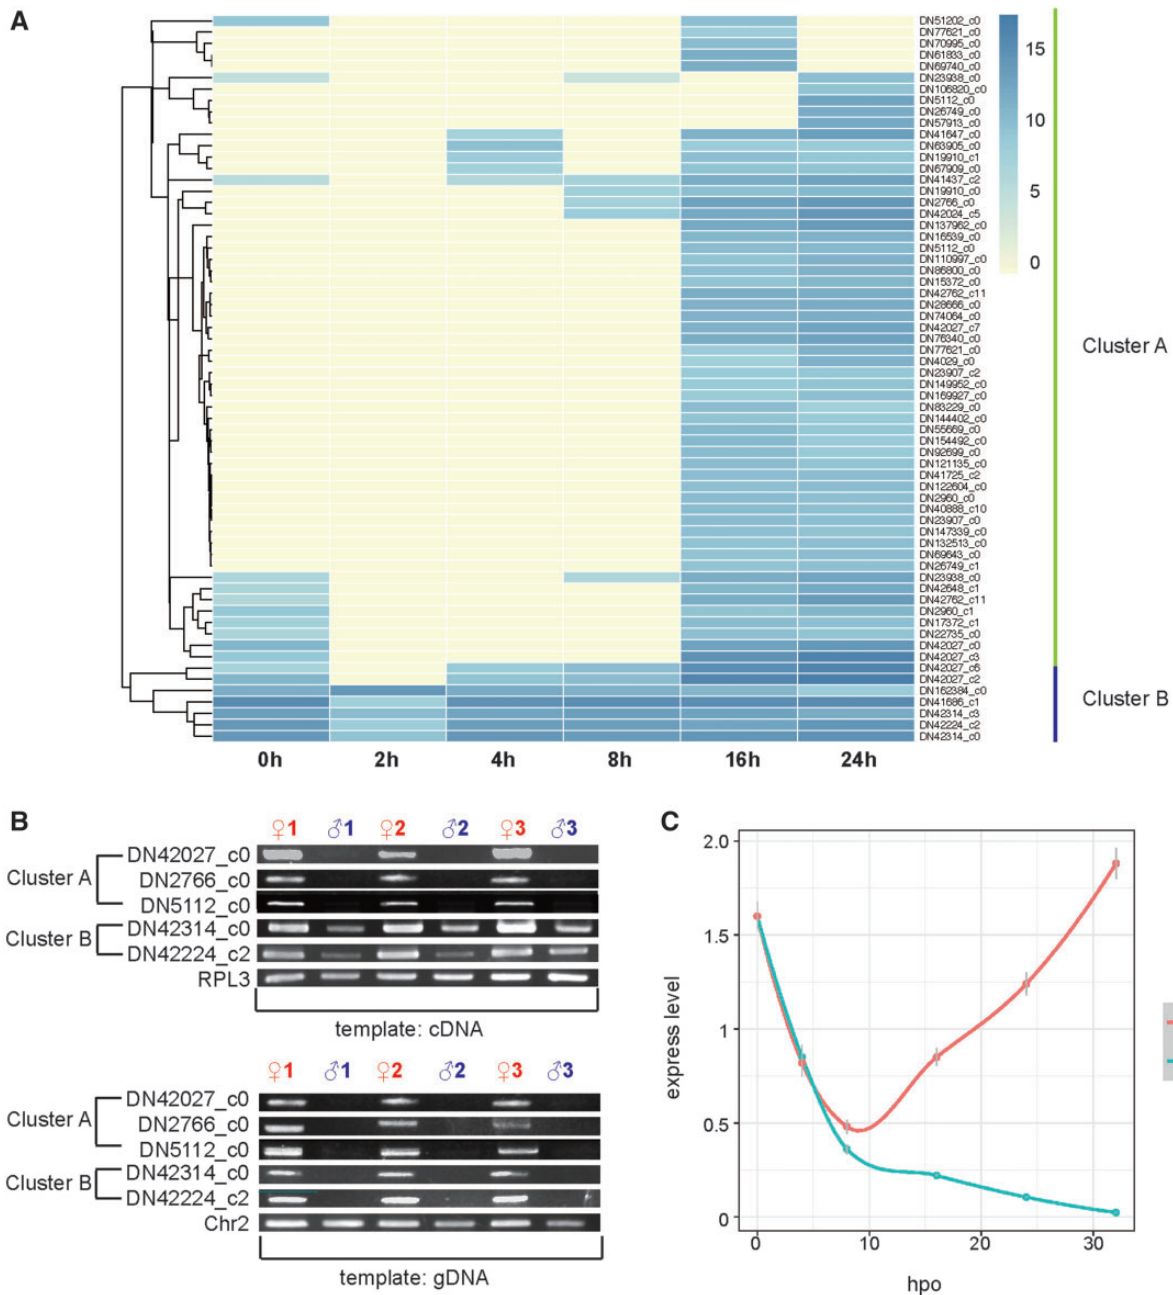 A
DN51202_c0
DN77621_c0
DN70995_c0
DN61833_c0
DN69740_c0
DN23938_c0
DN106820_c0
DN5112_c0
DN26749_c0
DN57913_c0
DN41647_c0
DN63905_c0
DN19910_c1
DN67909_c0
DN41437_c2
DN19910_c0
DN2766_c0
DN42024_c5
DN137962_c0
DN16539_c0
DN5112_c0
DN110997_c0
DN86800_c0
DN15372_c0
DN42762_c11
DN28666_c0
DN74064_c0
DN42027_c7
DN76340_c0
DN77621_c0
DN4029_c0
DN23907_c2
DN149952_c0
DN169927_c0
DN83229_c0
DN144402_c0
DN55669_c0
DN154492_c0
DN92699_c0
DN121135_c0
DN41725_c2
DN122604_c0
DN2960_c0
DN40888_c10
DN23907_c0
DN147339_c0
DN132513_c0
DN69643_c0
DN26749_c1
DN23938_c0
DN42648_c1
DN42762_c11
DN2960_c1
DN17372_c1
DN22735_c0
DN42027_c0
DN42027_c3
DN42027_c6
DN42027_c2
DN162384_c0
DN41686_c1
DN42314_c3
DN42224_c2
DN42314_c0
15
10
5
0
Cluster A
Cluster B
0h 2h 4h 8h 16h 24h
B
♀1 ♂1 ♀2 ♂2 ♀3 ♂3
Cluster A
DN42027_c0
DN2766_c0
DN5112_c0
Cluster B
DN42314_c0
DN42224_c2
RPL3
template: cDNA
♀1 ♂1 ♀2 ♂2 ♀3 ♂3
Cluster A
DN42027_c0
DN2766_c0
DN5112_c0
Cluster B
DN42314_c0
DN42224_c2
Chr2
template: gDNA
C
2.0
1.5
1
0.5
0
express level
0 10 20 30
hpo